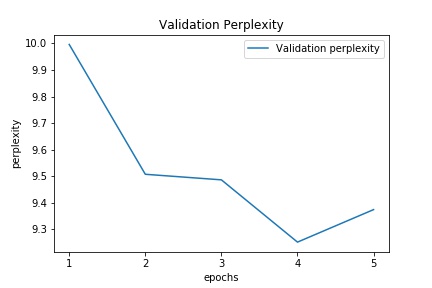 Validation Perplexity
Validation perplexity
10.0
9.9
9.8
9.7
9.6
9.5
9.4
9.3
perplexity
1 2 3 4 5
epochs